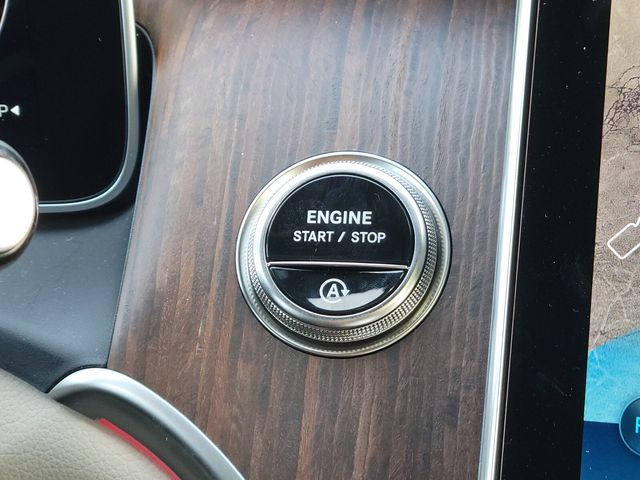 P
ENGINE
START / STOP
A